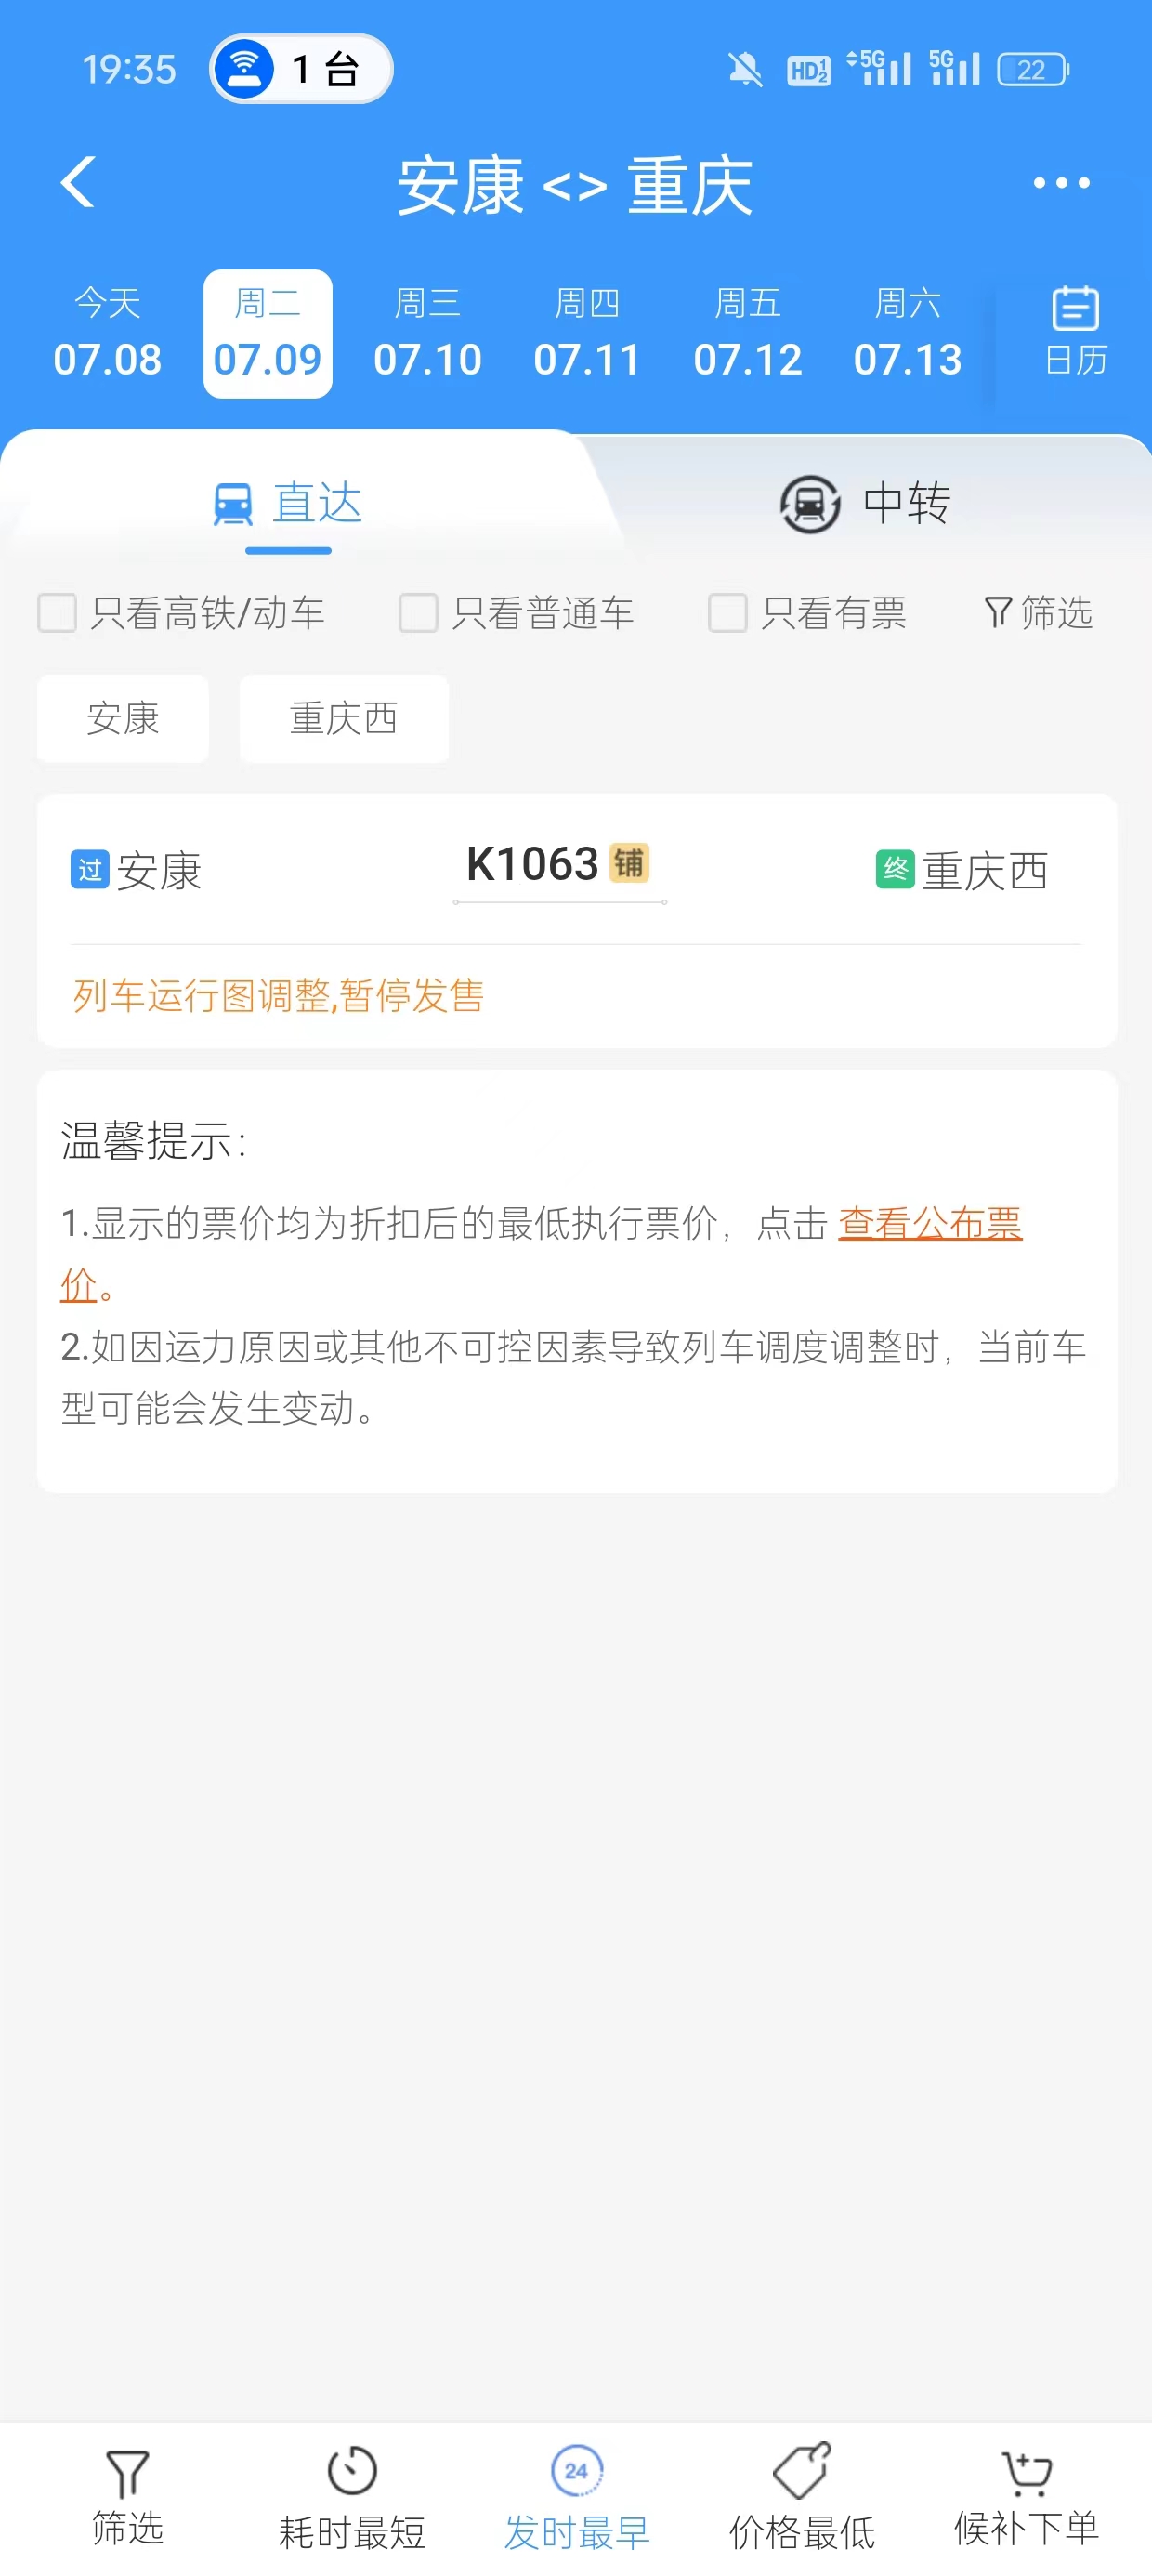 19:35 1 台 HD 1 2 5G 5G 22
安康 <> 重庆
今天 周二 周三 周四 周五 周六
07.08 07.09 07.10 07.11 07.12 07.13 日历
直达 中转
只看高铁/动车 只看普通车 只看有票 筛选
安康 重庆西
过 安康 K1063 铺 终 重庆西
列车运行图调整,暂停发售
温馨提示：
1.显示的票价均为折扣后的最低执行票价，点击 查看公布票
价。
2.如因运力原因或其他不可控因素导致列车调度调整时，当前车
型可能会发生变动。
24
筛选 耗时最短 发时最早 价格最低 候补下单